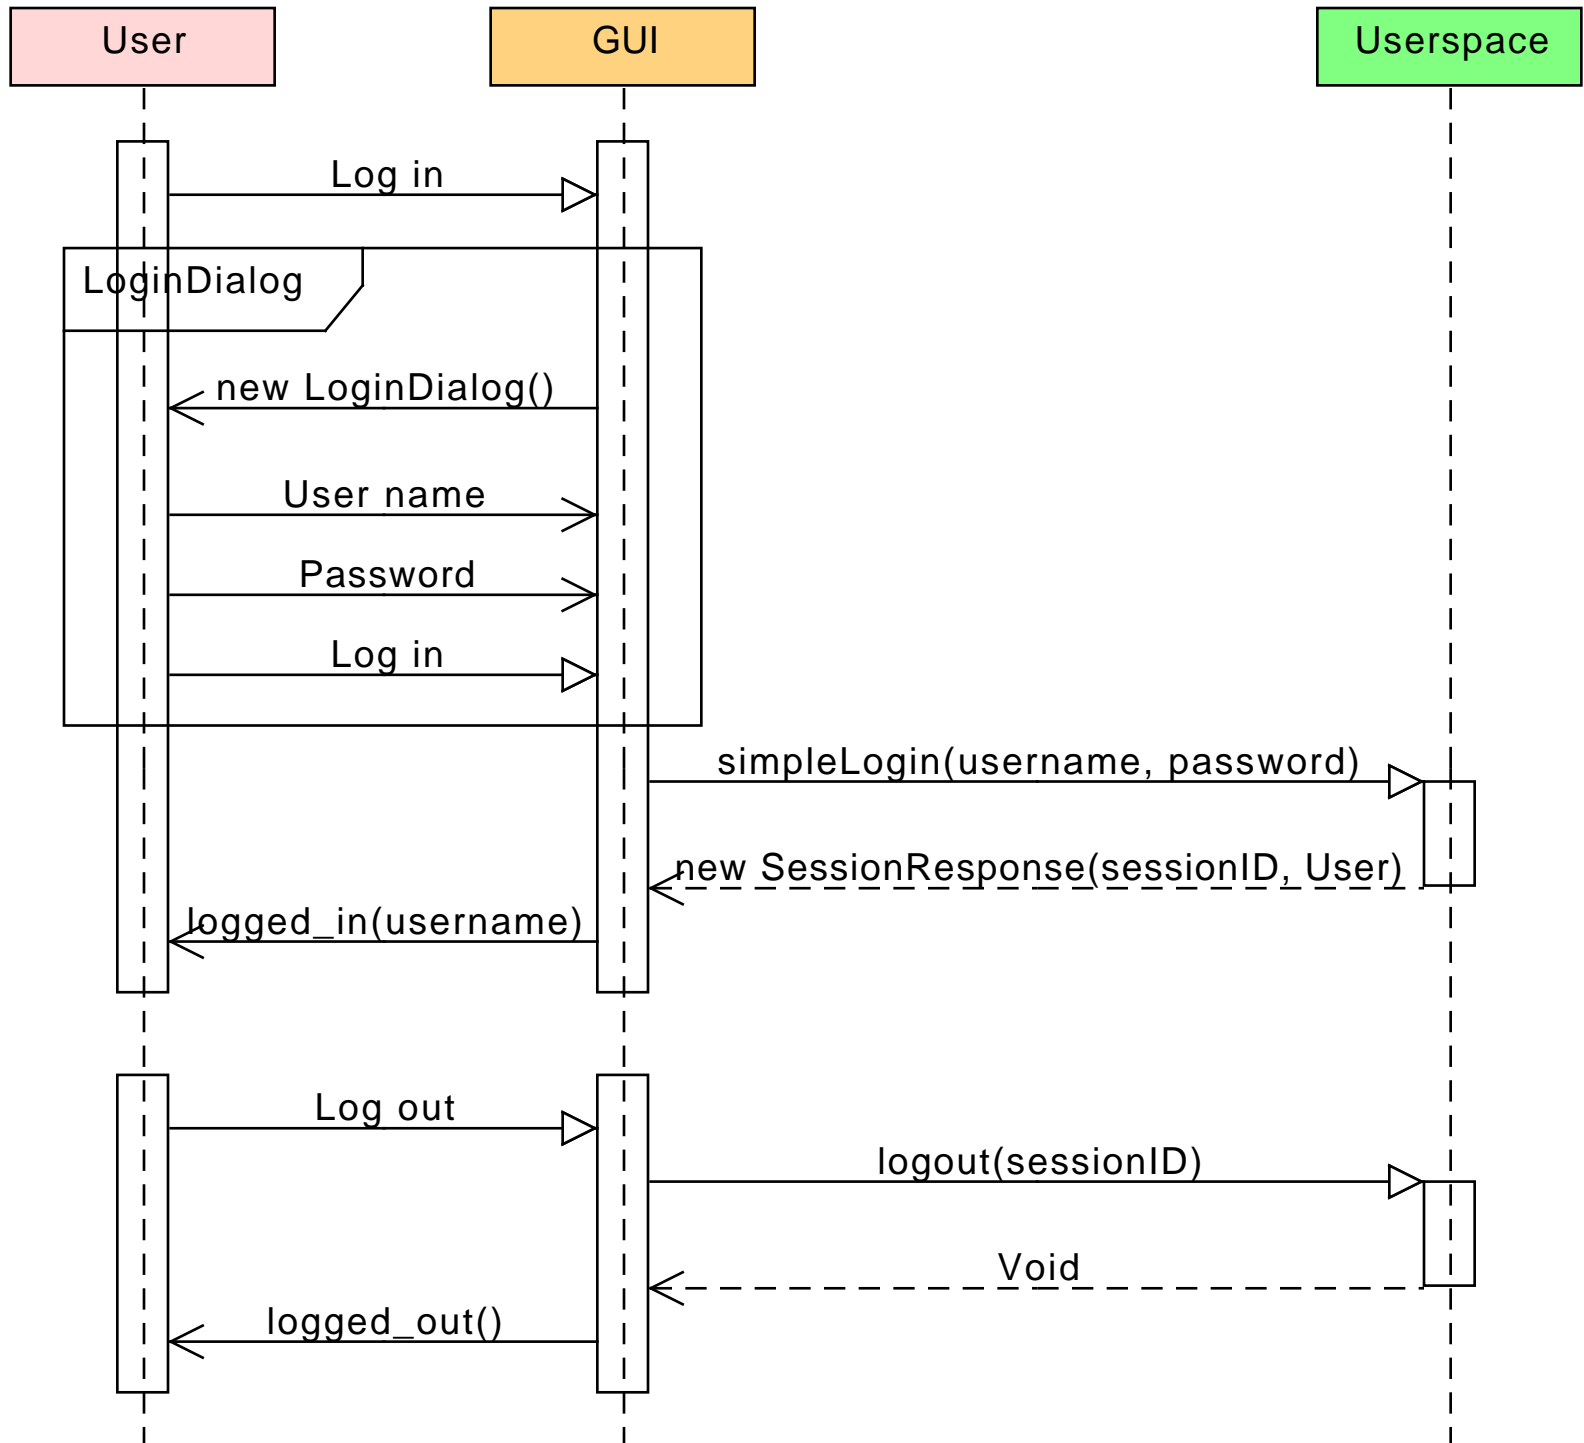 User
GUI
Userspace
Log in
LoginDialog
new LoginDialog()
User name
Password
Log in
simpleLogin(username, password)
new SessionResponse(sessionID, User)
logged_in(username)
Log out
logout(sessionID)
Void
logged_out()